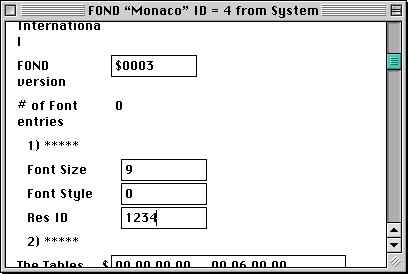 FOND “Monaco” ID = 4 from System
Internationa
l
FOND $0003
version
# of Font 0
entries
1) *****
Font Size 9
Font Style 0
Res ID 1234
2) *****
The Tables $ 00 00 00 00 00 06 00 00